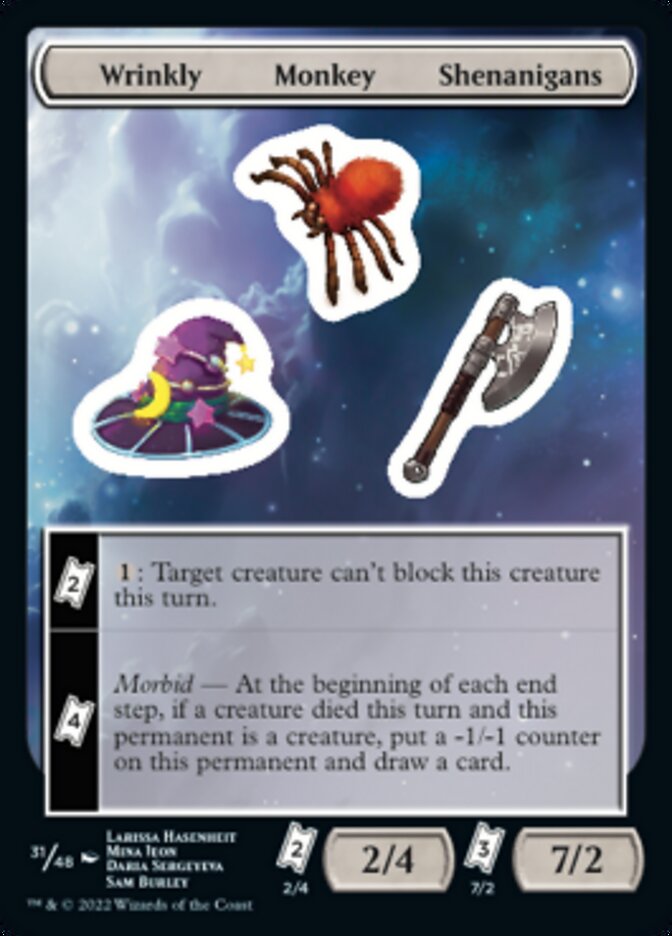 Wrinkly Monkey Shenanigans
2
1: Target creature can't block this creature
this turn.
4
Morbid — At the beginning of each end
step, if a creature died this turn and this
permanent is a creature, put a -1/-1 counter
on this permanent and draw a card.
31/48
Larissa Hasenheit
Mina Jeon
Daria Sergeyeva
Sam Burley
2
2/4
2/4
3
7/2
7/2
™ & © 2022 Wizards of the Coast